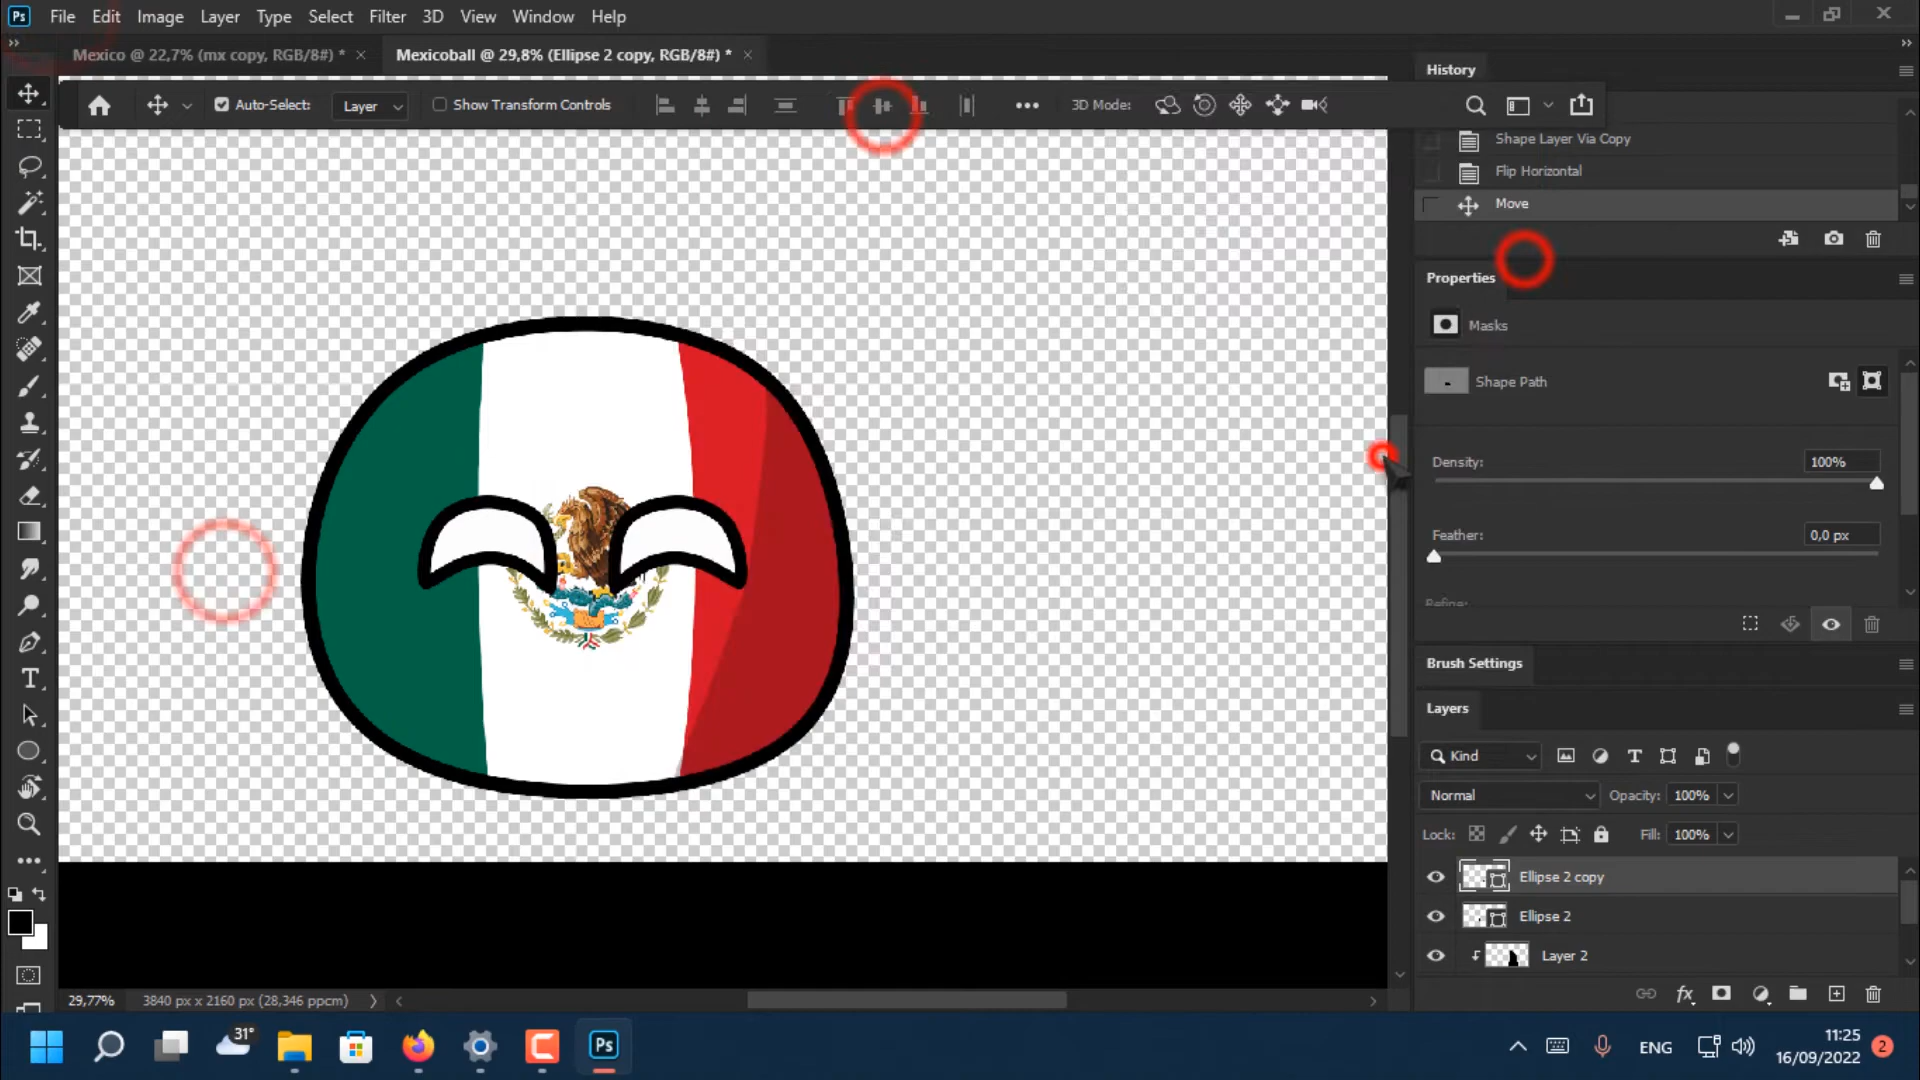 Ps File Edit Image Layer Type Select Filter 3D View Window Help
Mexico @ 22,7% (mx copy, RGB/8#) * Mexicoball @ 29,8% (Ellipse 2 copy, RGB/8#) *
History
Auto-Select: Layer Show Transform Controls 3D Mode:
Shape Layer Via Copy
Flip Horizontal
Move
Properties
Masks
Shape Path
Density: 100%
Feather: 0,0 px
Refine:
Brush Settings
Layers
Kind
Normal Opacity: 100%
Lock: Fill: 100%
Ellipse 2 copy
Ellipse 2
Layer 2
fx
29,77% 3840 px x 2160 px (28,346 ppcm)
31°
Ps
ENG
11:25
16/09/2022
2